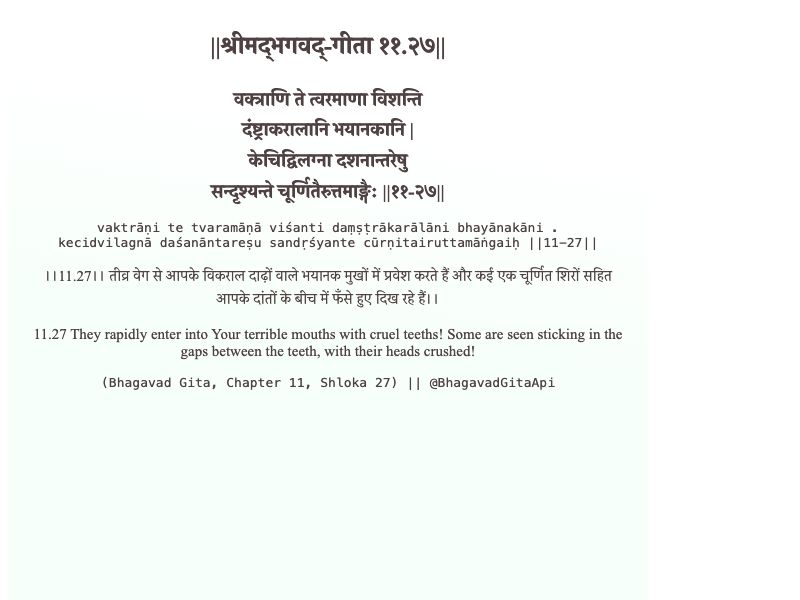 ||श्रीमद्‍भगवद्‍-गीता ११.२७||
वक्त्राणि ते त्वरमाणा विशन्ति
दंष्ट्राकरालानि भयानकानि |
केचिद्विलग्ना दशनान्तरेषु
सन्दृश्यन्ते चूर्णितैरुत्तमाङ्गैः ||११-२७||
vaktrāṇi te tvaramāṇā viśanti daṃṣṭrākarālāni bhayānakāni .
kecidvilagnā daśanāntareṣu sandṛśyante cūrṇitairuttamāṅgaiḥ ||11-27||
।।11.27।। तीव्र वेग से आपके विकराल दाढ़ों वाले भयानक मुखों में प्रवेश करते हैं और कई एक चूर्णित शिरों सहित
आपके दांतों के बीच में फँसे हुए दिख रहे हैं।।
11.27 They rapidly enter into Your terrible mouths with cruel teeths! Some are seen sticking in the
gaps between the teeth, with their heads crushed!
(Bhagavad Gita, Chapter 11, Shloka 27) || @BhagavadGitaApi